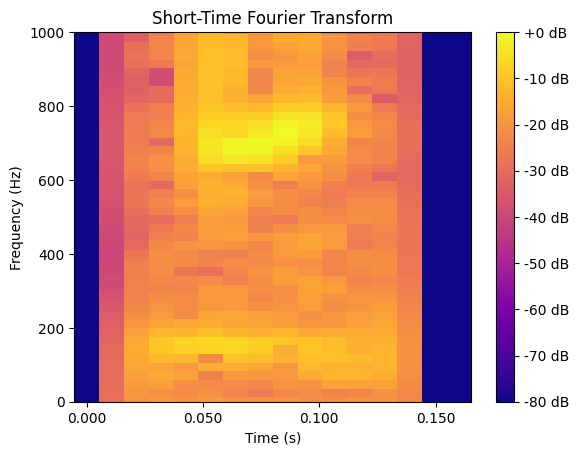 Short-Time Fourier Transform
1000
800
600
400
200
0
Frequency (Hz)
0.000
0.050
0.100
0.150
Time (s)
+0 dB
-10 dB
-20 dB
-30 dB
-40 dB
-50 dB
-60 dB
-70 dB
-80 dB